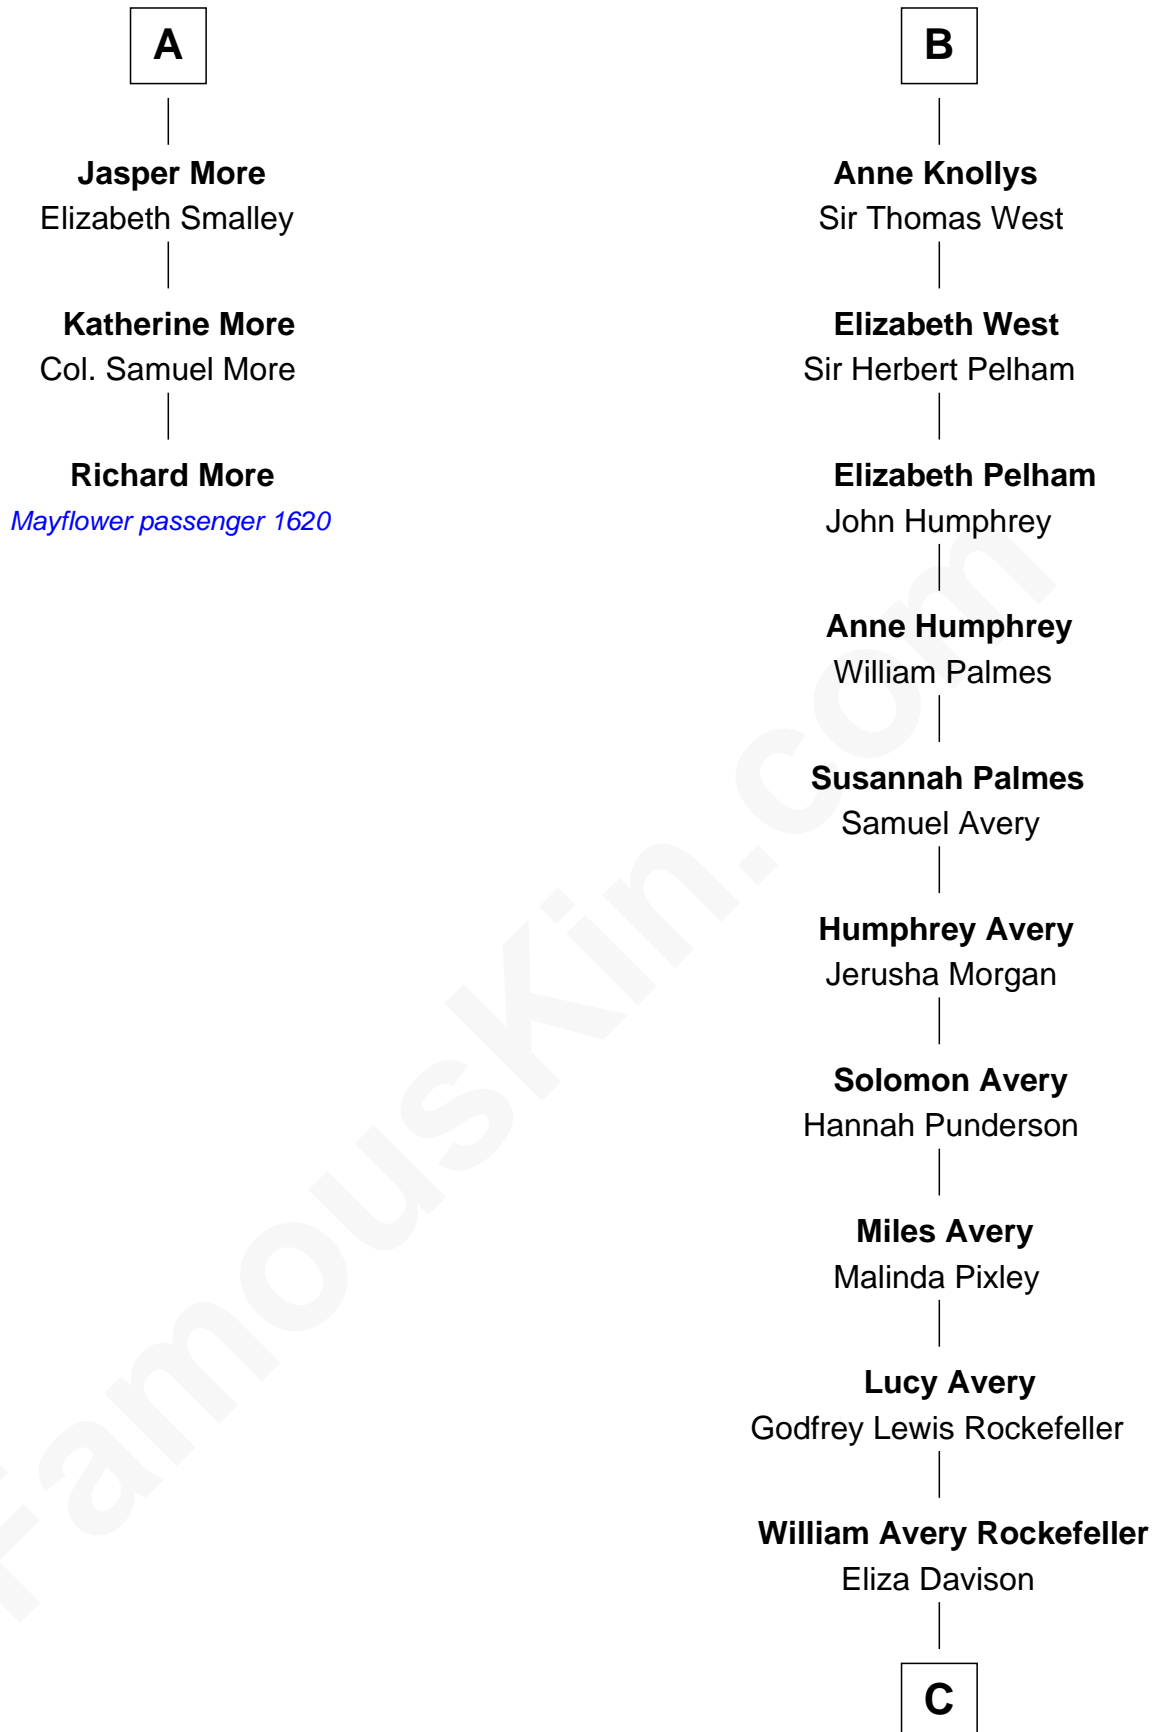 A
Jasper More
Elizabeth Smalley
Katherine More
Col. Samuel More
Richard More
Mayflower passenger 1620
B
Anne Knollys
Sir Thomas West
Elizabeth West
Sir Herbert Pelham
Elizabeth Pelham
John Humphrey
Anne Humphrey
William Palmes
Susannah Palmes
Samuel Avery
Humphrey Avery
Jerusha Morgan
Solomon Avery
Hannah Punderson
Miles Avery
Malinda Pixley
Lucy Avery
Godfrey Lewis Rockefeller
William Avery Rockefeller
Eliza Davison
C
FamousKin.com